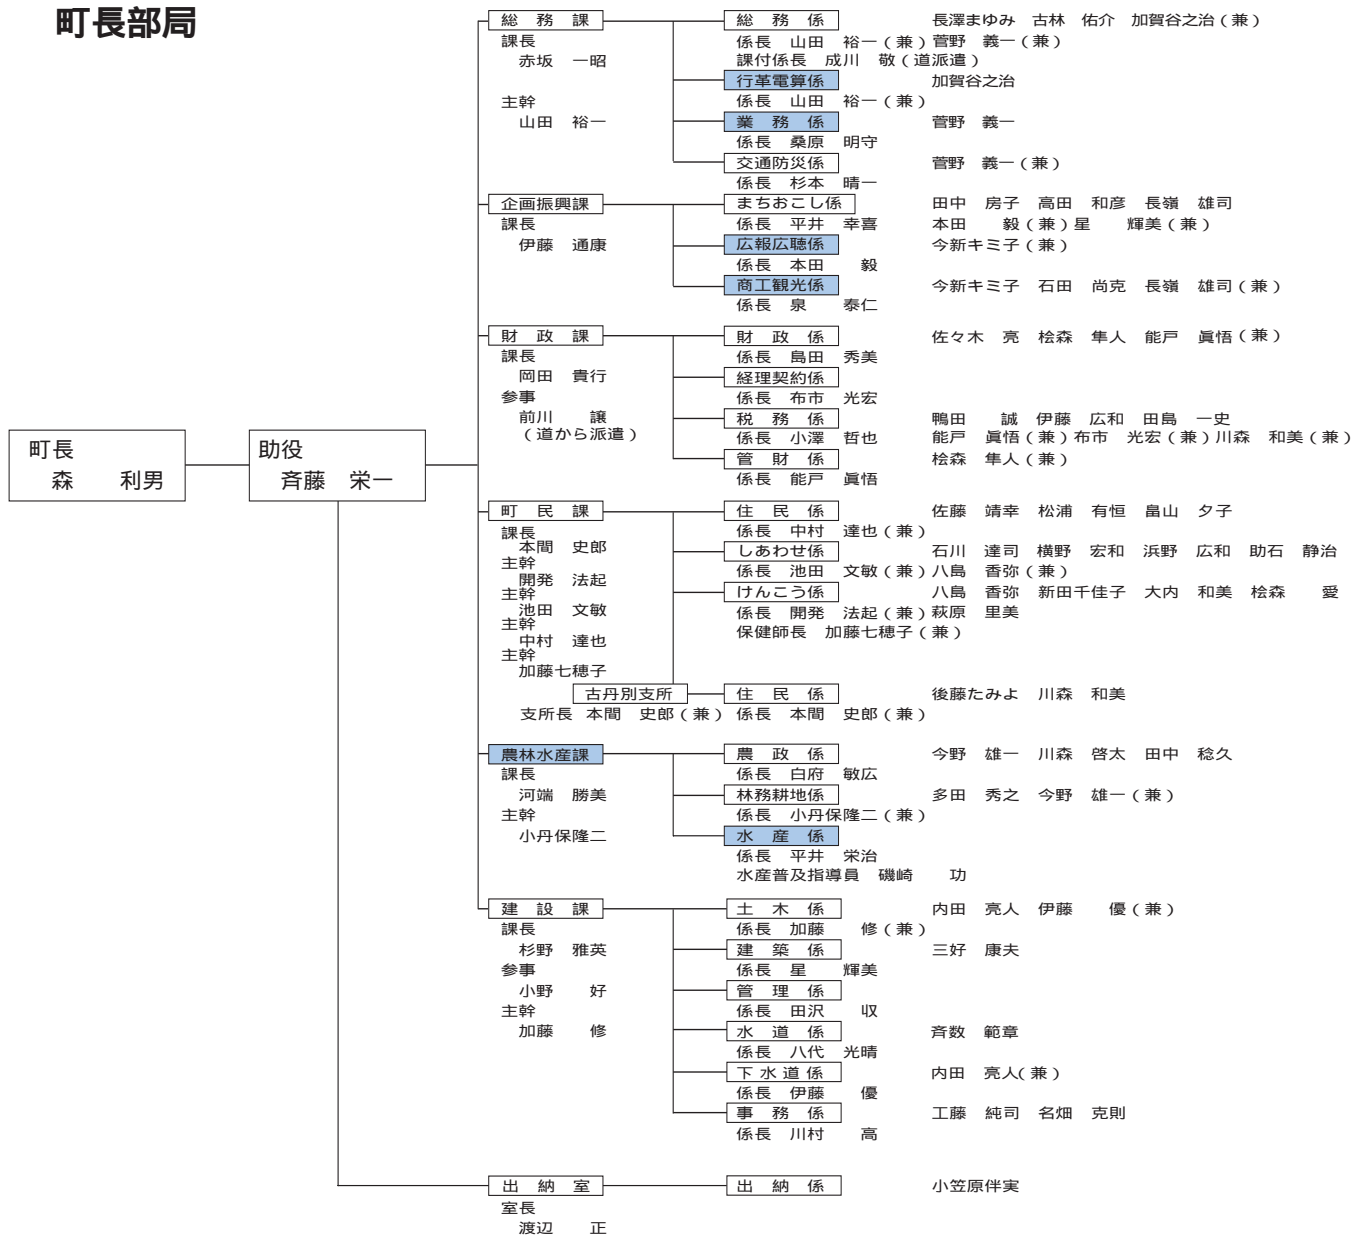 町長部局
町長
森　　利男
助役
斉藤　栄一
総務課
課長
赤坂　一昭
主幹
山田　裕一
総務係　長澤まゆみ　古林　佑介　加賀谷之治（兼）
係長　山田　裕一（兼）菅野　義一（兼）
課付係長　成川　敬（道派遣）
行革電算係　加賀谷之治
係長　山田　裕一（兼）
業務係　菅野　義一
係長　桑原　明守
交通防災係　菅野　義一（兼）
係長　杉本　晴一
企画振興課
課長
伊藤　通康
まちおこし係　田中　房子　高田　和彦　長嶺　雄司
係長　平井　幸喜　本田　　毅（兼）星　　輝美（兼）
広報広聴係　今新キミ子（兼）
係長　本田　　毅
商工観光係　今新キミ子　石田　尚克　長嶺　雄司（兼）
係長　泉　　泰仁
財政課
課長
岡田　貴行
参事
前川　　譲
（道から派遣）
財政係　佐々木　亮　桧森　隼人　能戸　眞悟（兼）
係長　島田　秀美
経理契約係
係長　布市　光宏
税務係　鴨田　　誠　伊藤　広和　田島　一史
係長　小澤　哲也　能戸　眞悟（兼）布市　光宏（兼）川森　和美（兼）
管財係　桧森　隼人（兼）
係長　能戸　眞悟
町民課
課長
本間　史郎
主幹
開発　法起
主幹
池田　文敏
主幹
中村　達也
主幹
加藤七穂子
住民係　佐藤　靖幸　松浦　有恒　畠山　夕子
係長　中村　達也（兼）
しあわせ係　石川　達司　横野　宏和　浜野　広和　助石　静治
係長　池田　文敏（兼）八島　香弥（兼）
けんこう係　八島　香弥　新田千佳子　大内　和美　桧森　　愛
係長　開発　法起（兼）萩原　里美
保健師長　加藤七穂子（兼）
古丹別支所　住民係　後藤たみよ　川森　和美
支所長　本間　史郎（兼）係長　本間　史郎（兼）
農林水産課
課長
河端　勝美
主幹
小丹保隆二
農政係　今野　雄一　川森　啓太　田中　稔久
係長　白府　敏広
林務耕地係　多田　秀之　今野　雄一（兼）
係長　小丹保隆二（兼）
水産係
係長　平井　栄治
水産普及指導員　磯崎　　功
建設課
課長
杉野　雅英
参事
小野　　好
主幹
加藤　　修
土木係　内田　亮人　伊藤　　優（兼）
係長　加藤　　修（兼）
建築係　三好　康夫
係長　星　　輝美
管理係
係長　田沢　　収
水道係　斉数　範章
係長　八代　光晴
下水道係　内田　亮人（兼）
係長　伊藤　　優
事務係　工藤　純司　名畑　克則
係長　川村　　高
出納室　出納係　小笠原伴実
室長
渡辺　　正